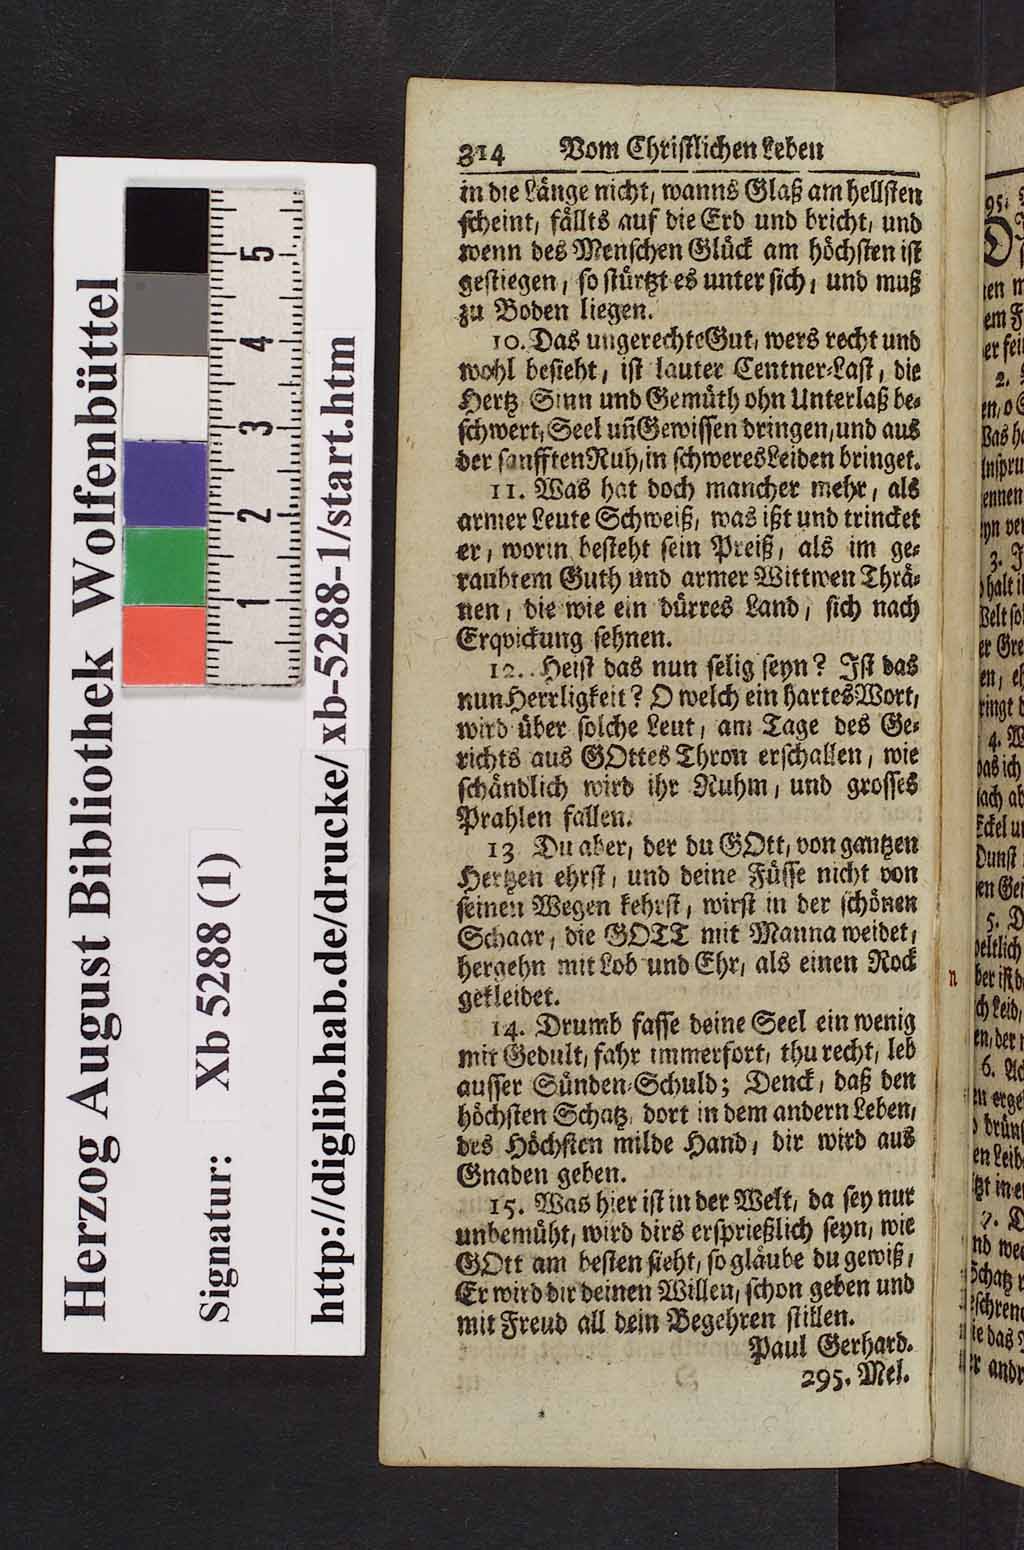 Herzog August Bibliothek Wolfenbüttel
Signatur: Xb 5288 (1)
http://diglib.hab.de/drucke/ xb-5288-1/start.htm
5
4
3
2
1
314 Vom Christlichen Leben
in die Länge nicht, wanns Glaß am hellsten
scheint, fällts auf die Erd und bricht, und
wenn des Menschen Glück am höchsten ist
gestiegen, so stürtzt es unter sich, und muß
zu Boden liegen.
10. Das ungerechte Gut, wers recht und
wohl besieht, ist lauter Centner-Last, die
Hertz Sinn und Gemüth ohn Unterlaß be-
schwert, Seel uñ Gewissen dringen, und aus
der sanfften Ruh, in schweres Leiden bringet.
11. Was hat doch mancher mehr, als
armer Leute Schweiß, was ißt und trincket
er, worin besteht sein Preiß, als im ge-
raubtem Guth und armer Wittwen Thrä-
nen, die wie ein dürres Land, sich nach
Erqvickung sehnen.
12. Heist das nun selig seyn? Ist das
nun Herrligkeit? O welch ein hartes Wort,
wird über solche Leut, am Tage des Ge-
richts aus GOttes Thron erschallen, wie
schändlich wird ihr Ruhm, und grosses
Prahlen fallen.
13 Du aber, der du GOtt, von gantzen
Hertzen ehrst, und deine Füsse nicht von
seinen Wegen kehrst, wirst in der schönen
Schaar, die GOTT mit Manna weidet,
hergehn mit Lob und Ehr, als einen Rock
gekleidet.
14. Drumb fasse deine Seel ein wenig
mit Gedult, fahr immerfort, thu recht, leb
ausser Sünden-Schuld; Denck, daß den
höchsten Schatz dort in dem andern Leben,
des Höchsten milde Hand, dir wird aus
Gnaden geben.
15. Was hier ist in der Welt, da sey nur
unbemüht, wird dirs ersprießlich seyn, wie
GOtt am besten sieht, so gläube du gewiß,
Er wird dir deinen Willen, schon geben und
mit Freud all dein Begehren stillen.
Paul Gerhard.
295. Mel.